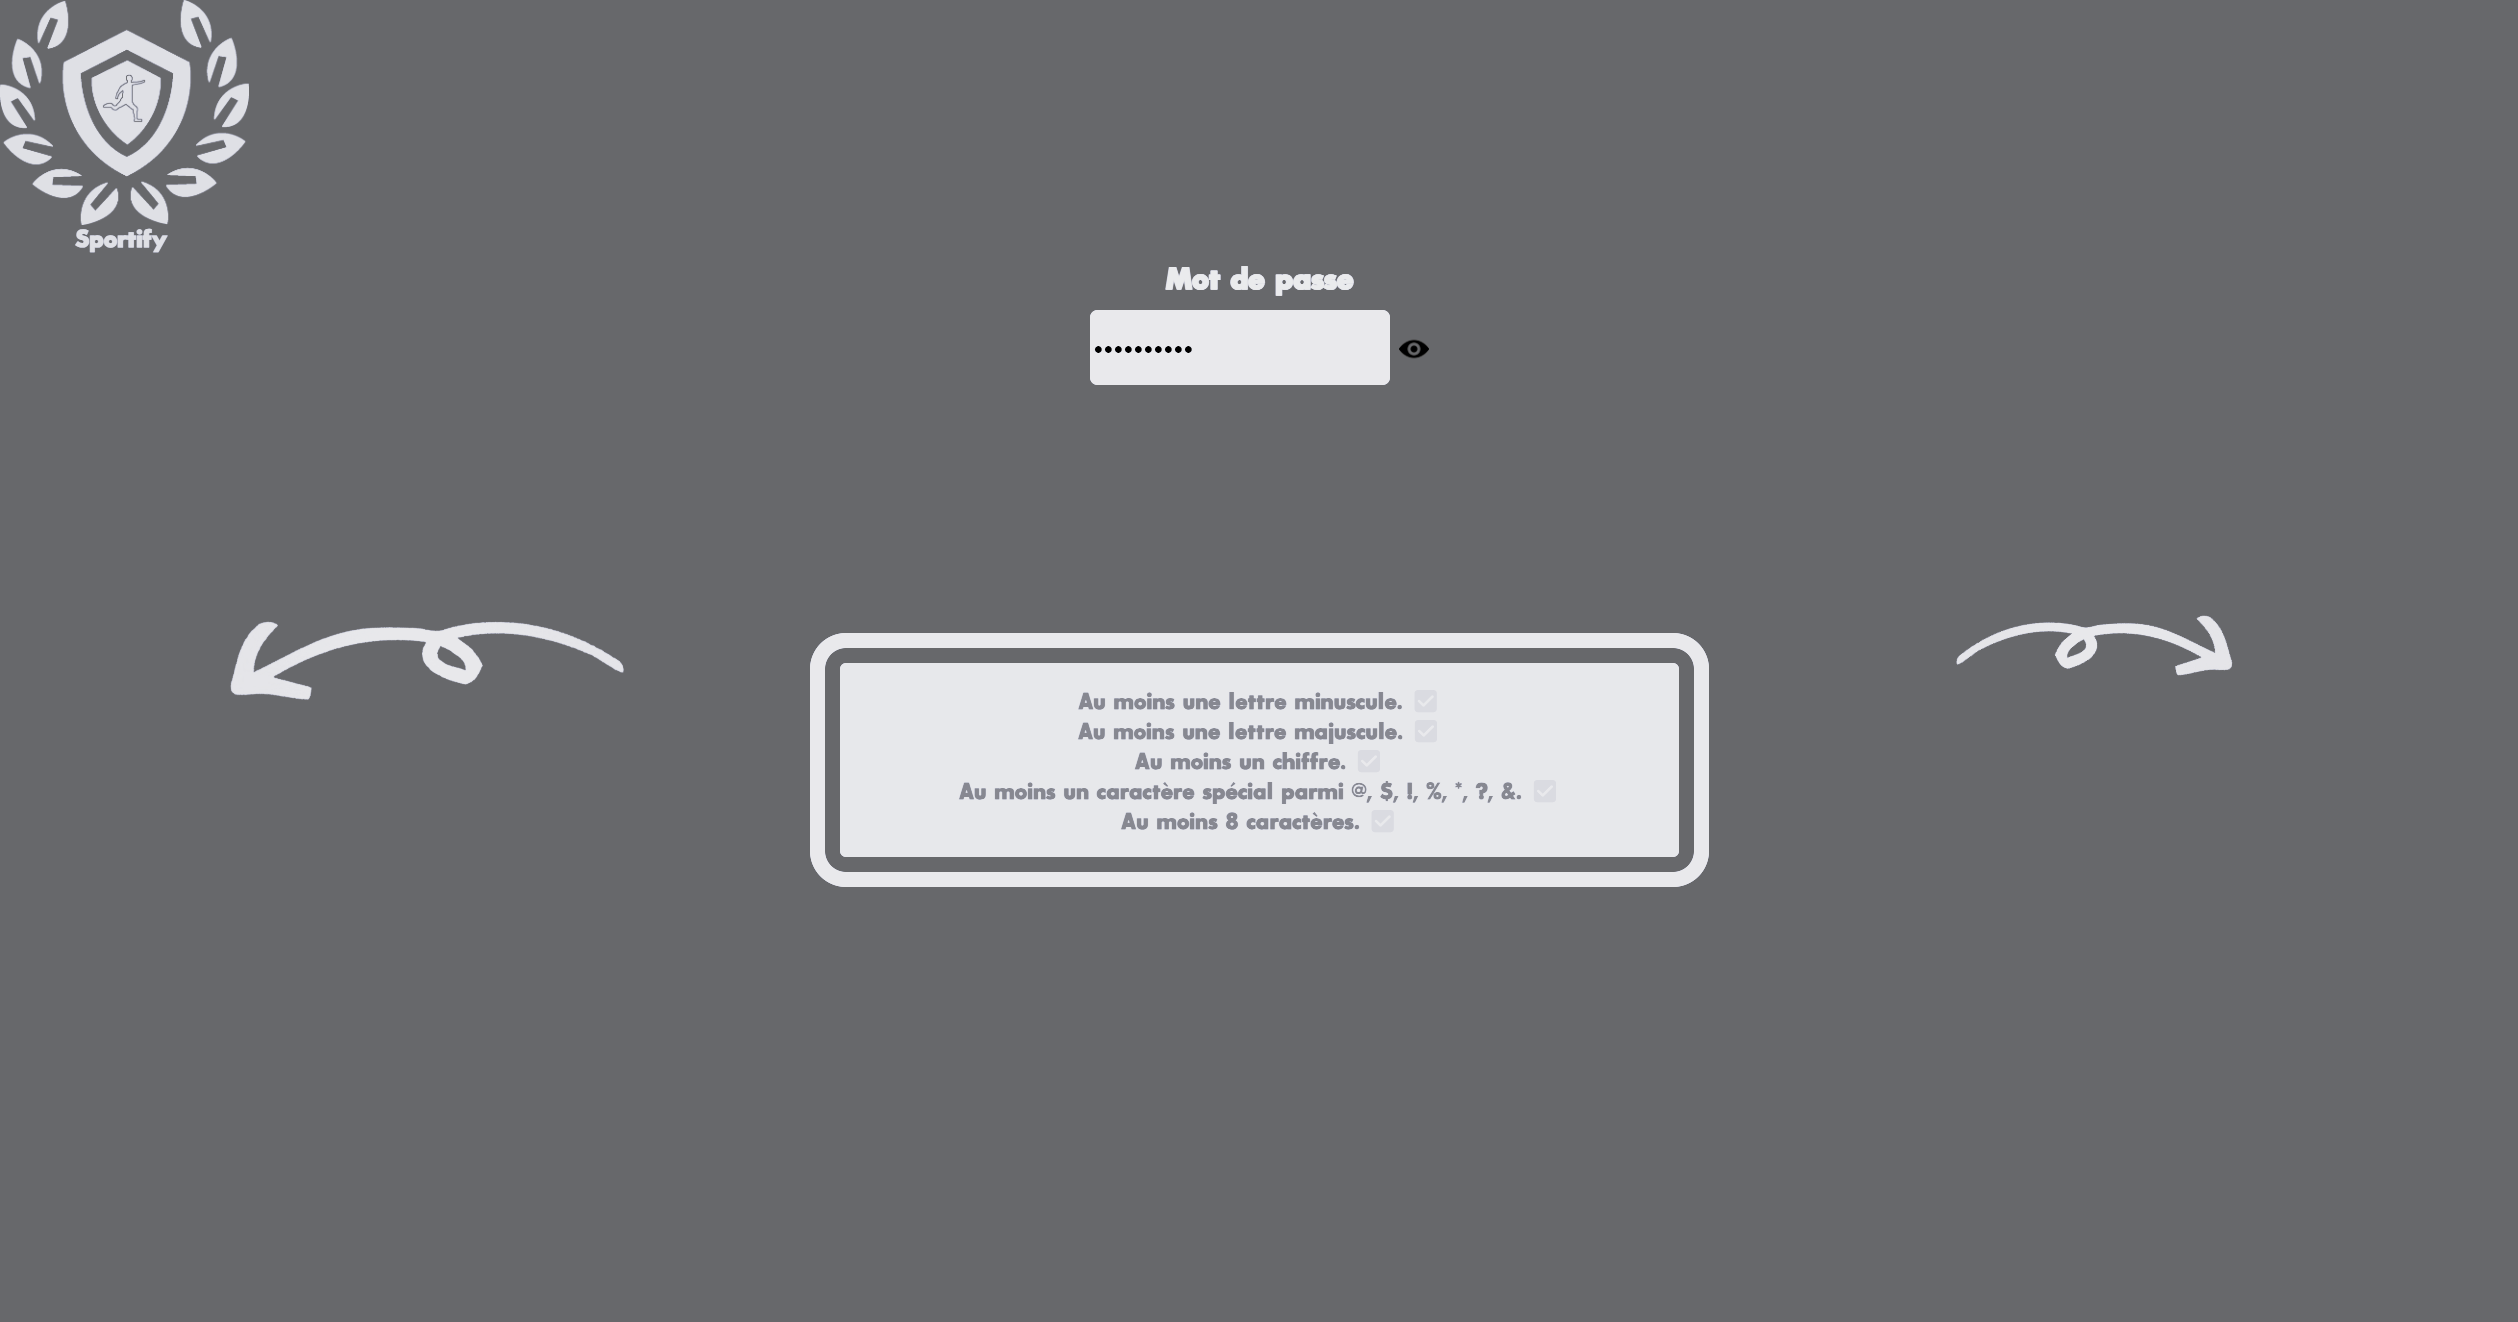 Sportify
Mot de passe
••••••••••
Au moins une lettre minuscule.
Au moins une lettre majuscule.
Au moins un chiffre.
Au moins un caractère spécial parmi @, $, !, %, *, ?, &.
Au moins 8 caractères.